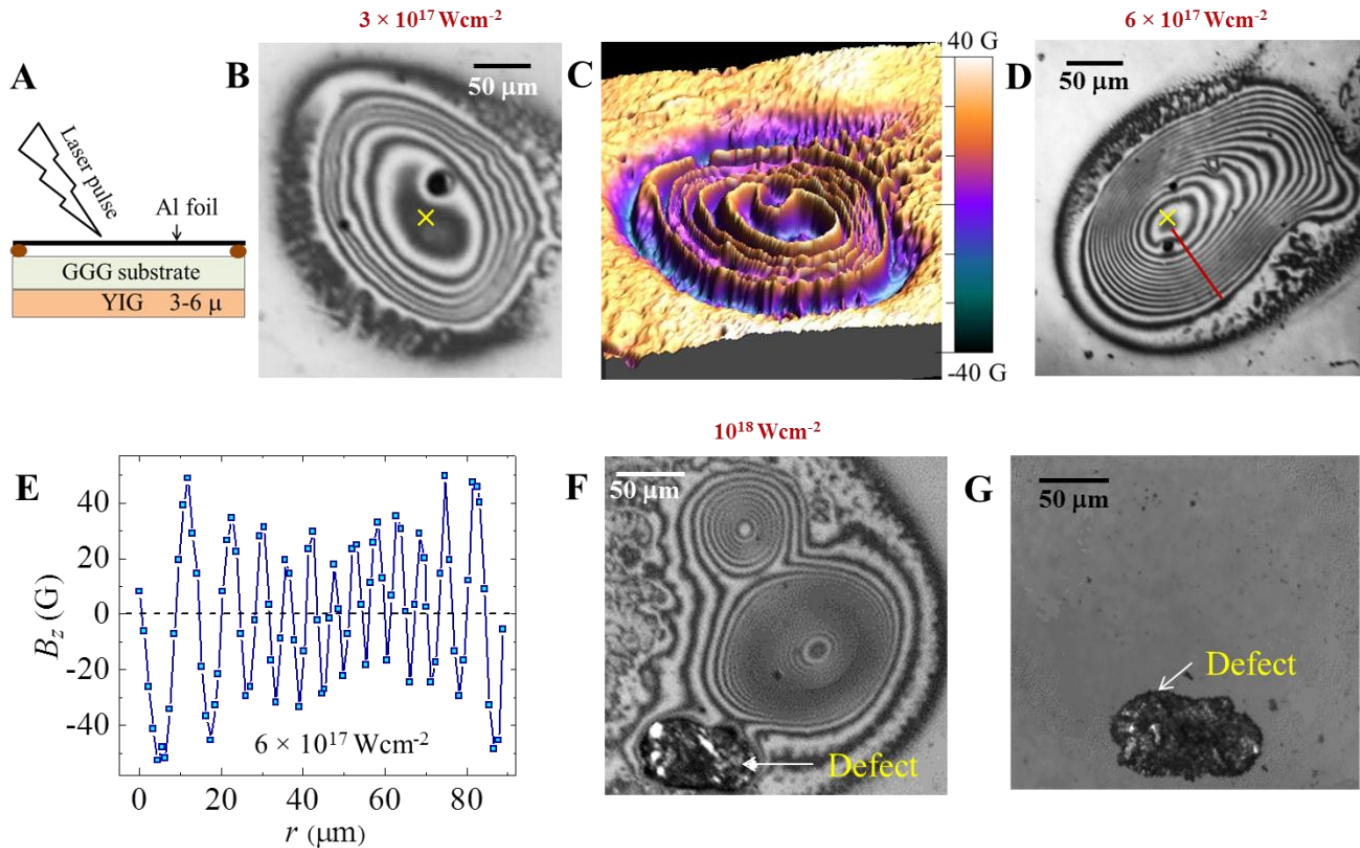 3 × 10¹⁷ Wcm⁻²
6 × 10¹⁷ Wcm⁻²
A
Laser pulse
Al foil
GGG substrate
YIG 3-6 μ
B
50 μm
C
40 G
-40 G
D
50 μm
10¹⁸ Wcm⁻²
E
40
20
0
-20
-40
B_z (G)
6 × 10¹⁷ Wcm⁻²
0 20 40 60 80
r (μm)
F
50 μm
Defect
G
50 μm
Defect